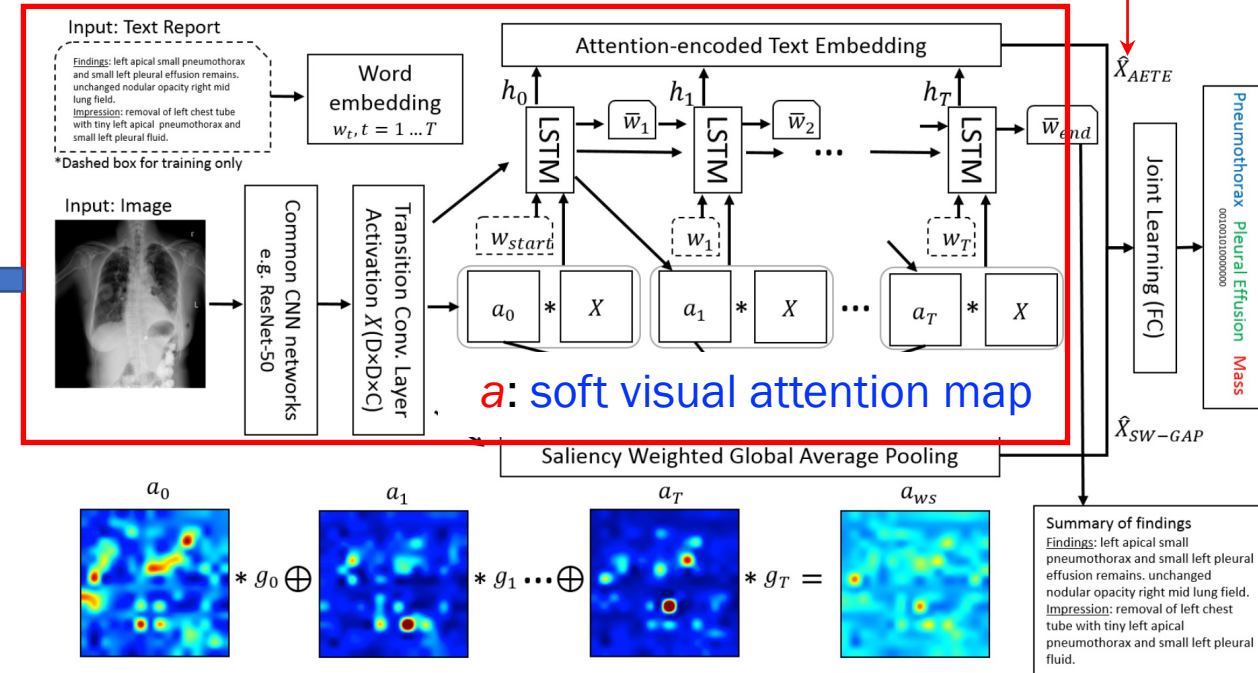 Input: Text Report
Findings: left apical small pneumothorax
and small left pleural effusion remains.
unchanged nodular opacity right mid
lung field.
Impression: removal of left chest tube
with tiny left apical pneumothorax and
small left pleural fluid.
*Dashed box for training only
Word
embedding
w_t, t = 1 … T
Input: Image
Common CNN networks
e.g. ResNet-50
Transition Conv. Layer
Activation X(D×D×C)
Attention-encoded Text Embedding
h_0
h_1
h_T
LSTM
w̅_1
LSTM
w̅_2
...
LSTM
w̅_end
w_start
w_1
w_T
a_0 * X
a_1 * X
...
a_T * X
a: soft visual attention map
Saliency Weighted Global Average Pooling
X̂_AETE
X̂_SW−GAP
Joint Learning (FC)
Pneumothorax Pleural Effusion Mass
001001010000000
a_0
a_1
a_T
a_ws
* g_0 ⊕ * g_1 ... ⊕ * g_T =
Summary of findings
Findings: left apical small
pneumothorax and small left pleural
effusion remains. unchanged
nodular opacity right mid lung field.
Impression: removal of left chest
tube with tiny left apical
pneumothorax and small left pleural
fluid.